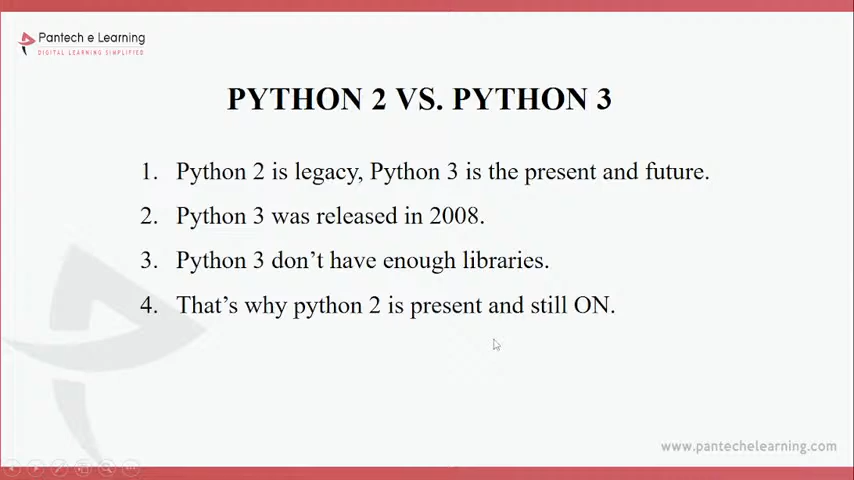 Pantech e Learning
DIGITAL LEARNING SIMPLIFIED
PYTHON 2 VS. PYTHON 3
1. Python 2 is legacy, Python 3 is the present and future.
2. Python 3 was released in 2008.
3. Python 3 don't have enough libraries.
4. That's why python 2 is present and still ON.
www.pantechelearning.com